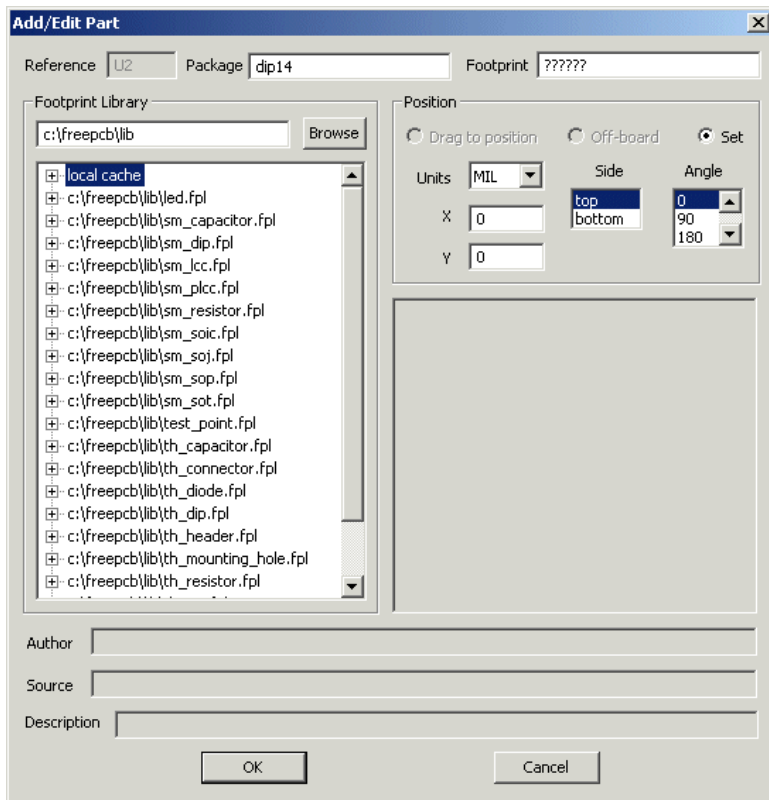 Add/Edit Part
Reference U2 Package dip14 Footprint ??????
Footprint Library
c:\freepcb\lib Browse
local cache
c:\freepcb\lib\led.fpl
c:\freepcb\lib\sm_capacitor.fpl
c:\freepcb\lib\sm_dip.fpl
c:\freepcb\lib\sm_lcc.fpl
c:\freepcb\lib\sm_plcc.fpl
c:\freepcb\lib\sm_resistor.fpl
c:\freepcb\lib\sm_soic.fpl
c:\freepcb\lib\sm_soj.fpl
c:\freepcb\lib\sm_sop.fpl
c:\freepcb\lib\sm_sot.fpl
c:\freepcb\lib\test_point.fpl
c:\freepcb\lib\th_capacitor.fpl
c:\freepcb\lib\th_connector.fpl
c:\freepcb\lib\th_diode.fpl
c:\freepcb\lib\th_dip.fpl
c:\freepcb\lib\th_header.fpl
c:\freepcb\lib\th_mounting_hole.fpl
c:\freepcb\lib\th_resistor.fpl
Position
Drag to position Off-board Set
Units MIL Side Angle
X 0 top 0
bottom 90
Y 0 180
Author
Source
Description
OK Cancel